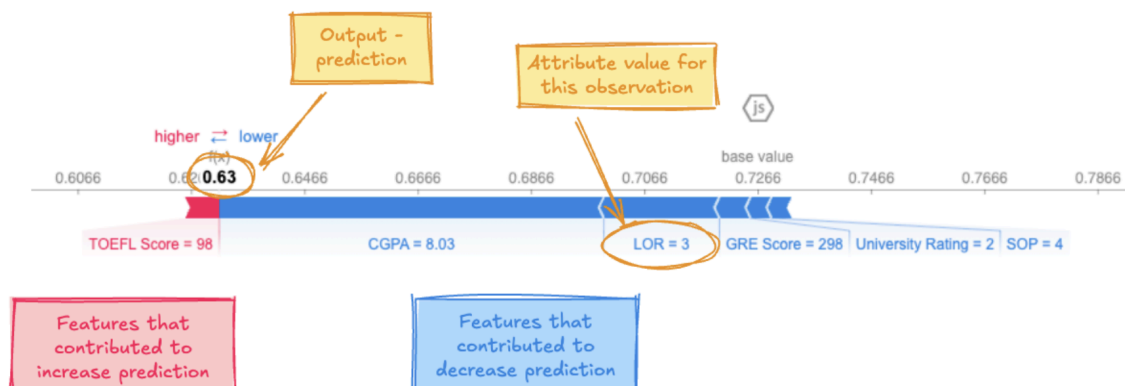 Output -
prediction
Attribute value for
this observation
js
higher
lower
f(x)
base value
0.6066
0.63
0.6466
0.6666
0.6866
0.7066
0.7266
0.7466
0.7666
0.7866
TOEFL Score = 98
CGPA = 8.03
LOR = 3
GRE Score = 298
University Rating = 2
SOP = 4
Features that
contributed to
increase prediction
Features that
contributed to
decrease prediction